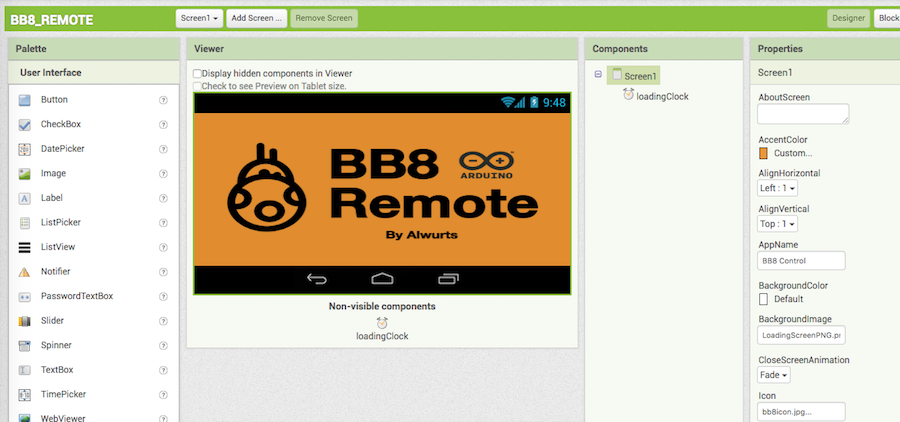 BB8_REMOTE
Screen1
Add Screen ...
Remove Screen
Designer
Block
Palette
User Interface
Button
?
CheckBox
?
DatePicker
?
Image
?
A
Label
?
ListPicker
?
ListView
?
Notifier
?
PasswordTextBox
?
Slider
?
Spinner
?
TextBox
?
TimePicker
?
WebViewer
?
Viewer
Display hidden components in Viewer
Check to see Preview on Tablet size.
9:48
BB8
ARDUINO
Remote
By Alwurts
Non-visible components
loadingClock
Components
Screen1
loadingClock
Properties
Screen1
AboutScreen
AccentColor
Custom...
AlignHorizontal
Left : 1
AlignVertical
Top : 1
AppName
BB8 Control
BackgroundColor
Default
BackgroundImage
LoadingScreenPNG.pr
CloseScreenAnimation
Fade
Icon
bb8icon.jpg...